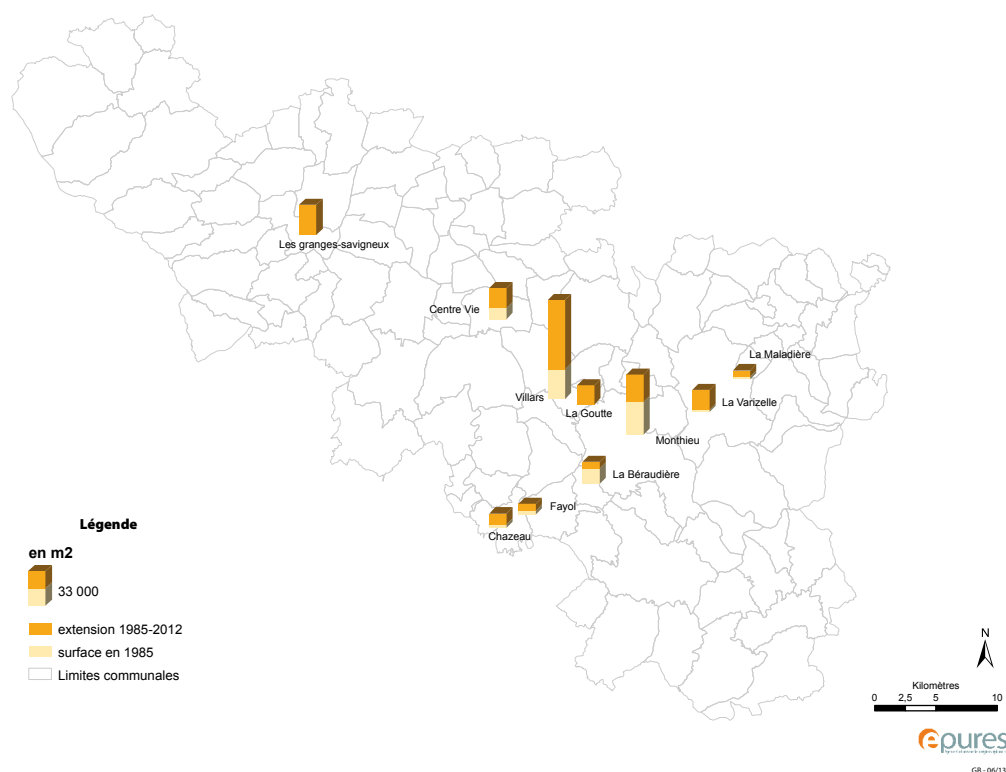 Les granges-savigneux
Centre Vie
La Maladière
Villars
La Goutte
La Varizelle
Monthieu
La Béraudière
Fayol
Chazeau
Légende
en m2
33 000
extension 1985-2012
surface en 1985
Limites communales
N
Kilomètres
0 2,5 5 10
épures
GB - 06/13